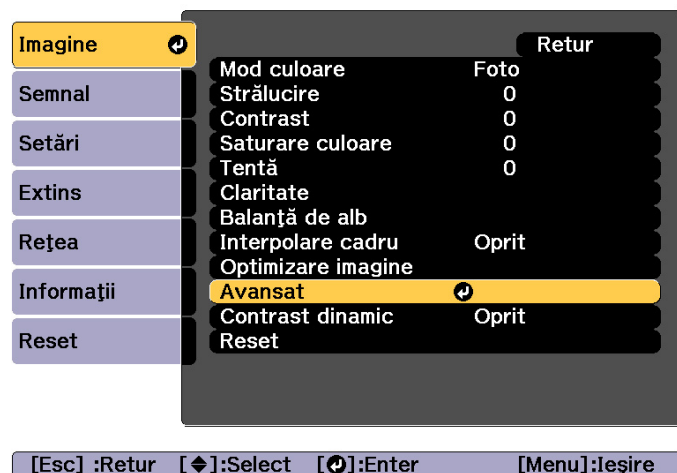 Imagine
Semnal
Setări
Extins
Reţea
Informaţii
Reset
Retur
Mod culoare Foto
Strălucire 0
Contrast 0
Saturare culoare 0
Tentă 0
Claritate
Balanţă de alb
Interpolare cadru Oprit
Optimizare imagine
Avansat
Contrast dinamic Oprit
Reset
[Esc] :Retur [◆]:Select [↵]:Enter [Menu]:Ieşire